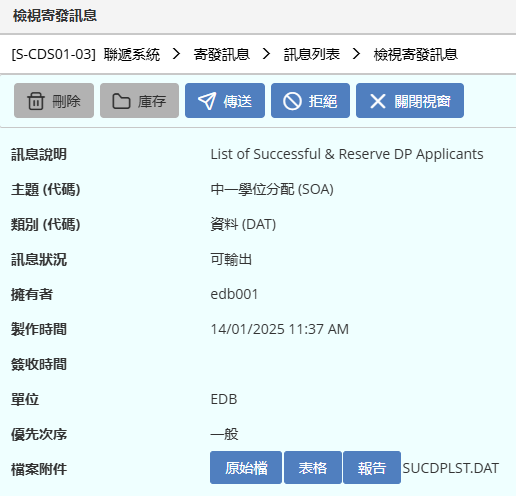 檢視寄發訊息
[S-CDS01-03] 聯遞系統 > 寄發訊息 > 訊息列表 > 檢視寄發訊息
刪除 庫存 傳送 拒絕 關閉視窗
訊息說明 List of Successful & Reserve DP Applicants
主題 (代碼) 中一學位分配 (SOA)
類別 (代碼) 資料 (DAT)
訊息狀況 可輸出
擁有者 edb001
製作時間 14/01/2025 11:37 AM
簽收時間
單位 EDB
優先次序 一般
檔案附件 原始檔 表格 報告 SUCDPLST.DAT